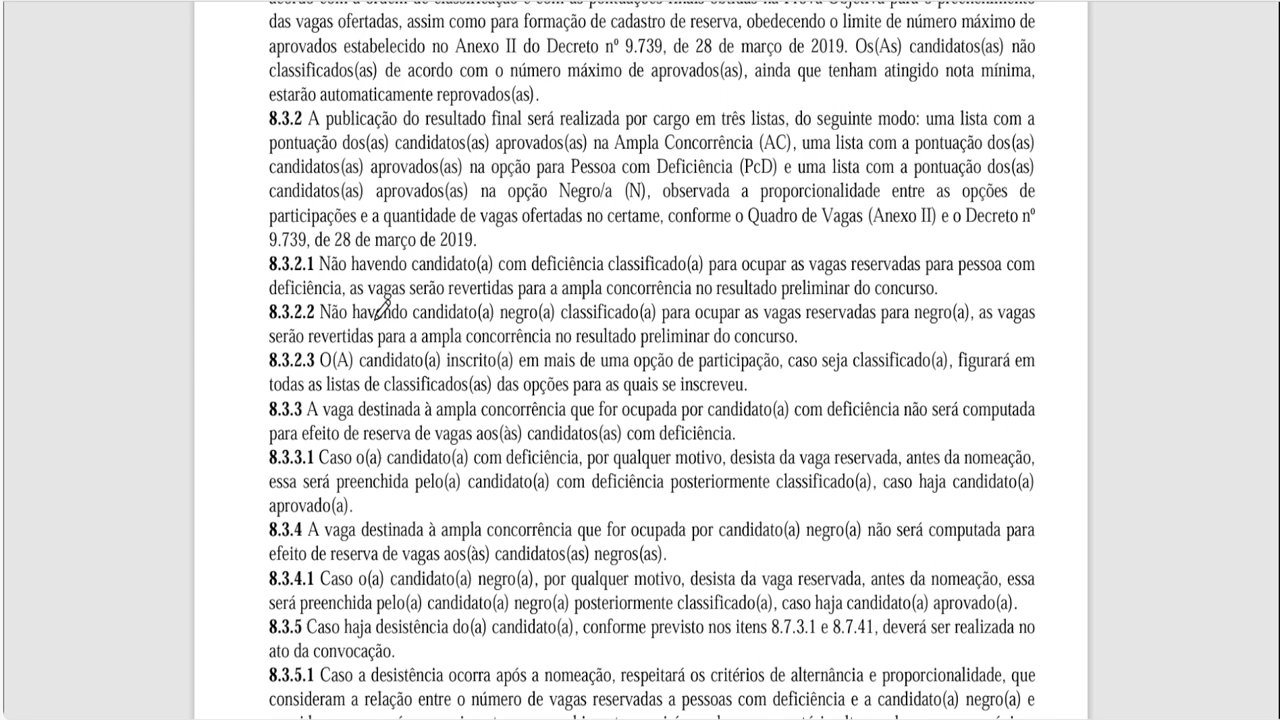 das vagas ofertadas, assim como para formação de cadastro de reserva, obedecendo o limite de número máximo de
aprovados estabelecido no Anexo II do Decreto nº 9.739, de 28 de março de 2019. Os(As) candidatos(as) não
classificados(as) de acordo com o número máximo de aprovados(as), ainda que tenham atingido nota mínima,
estarão automaticamente reprovados(as).
8.3.2 A publicação do resultado final será realizada por cargo em três listas, do seguinte modo: uma lista com a
pontuação dos(as) candidatos(as) aprovados(as) na Ampla Concorrência (AC), uma lista com a pontuação dos(as)
candidatos(as) aprovados(as) na opção para Pessoa com Deficiência (PcD) e uma lista com a pontuação dos(as)
candidatos(as) aprovados(as) na opção Negro/a (N), observada a proporcionalidade entre as opções de
participações e a quantidade de vagas ofertadas no certame, conforme o Quadro de Vagas (Anexo II) e o Decreto nº
9.739, de 28 de março de 2019.
8.3.2.1 Não havendo candidato(a) com deficiência classificado(a) para ocupar as vagas reservadas para pessoa com
deficiência, as vagas serão revertidas para a ampla concorrência no resultado preliminar do concurso.
8.3.2.2 Não havendo candidato(a) negro(a) classificado(a) para ocupar as vagas reservadas para negro(a), as vagas
serão revertidas para a ampla concorrência no resultado preliminar do concurso.
8.3.2.3 O(A) candidato(a) inscrito(a) em mais de uma opção de participação, caso seja classificado(a), figurará em
todas as listas de classificados(as) das opções para as quais se inscreveu.
8.3.3 A vaga destinada à ampla concorrência que for ocupada por candidato(a) com deficiência não será computada
para efeito de reserva de vagas aos(às) candidatos(as) com deficiência.
8.3.3.1 Caso o(a) candidato(a) com deficiência, por qualquer motivo, desista da vaga reservada, antes da nomeação,
essa será preenchida pelo(a) candidato(a) com deficiência posteriormente classificado(a), caso haja candidato(a)
aprovado(a).
8.3.4 A vaga destinada à ampla concorrência que for ocupada por candidato(a) negro(a) não será computada para
efeito de reserva de vagas aos(às) candidatos(as) negros(as).
8.3.4.1 Caso o(a) candidato(a) negro(a), por qualquer motivo, desista da vaga reservada, antes da nomeação, essa
será preenchida pelo(a) candidato(a) negro(a) posteriormente classificado(a), caso haja candidato(a) aprovado(a).
8.3.5 Caso haja desistência do(a) candidato(a), conforme previsto nos itens 8.7.3.1 e 8.7.41, deverá ser realizada no
ato da convocação.
8.3.5.1 Caso a desistência ocorra após a nomeação, respeitará os critérios de alternância e proporcionalidade, que
consideram a relação entre o número de vagas reservadas a pessoas com deficiência e a candidato(a) negro(a) e